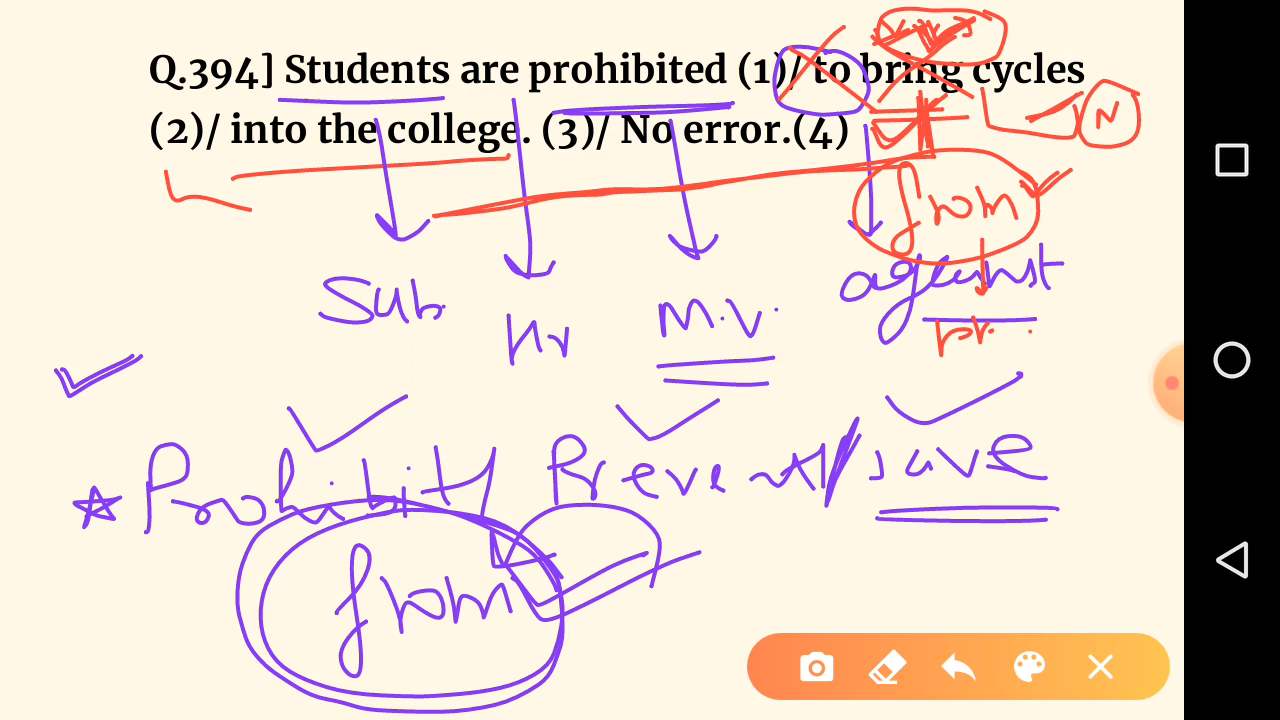 Q.394] Students are prohibited (1)/ to bring cycles
(2)/ into the college. (3)/ No error.(4)
N
from
Sub.
M.V.
against
pr.
Prohibit, Prevent / save
from